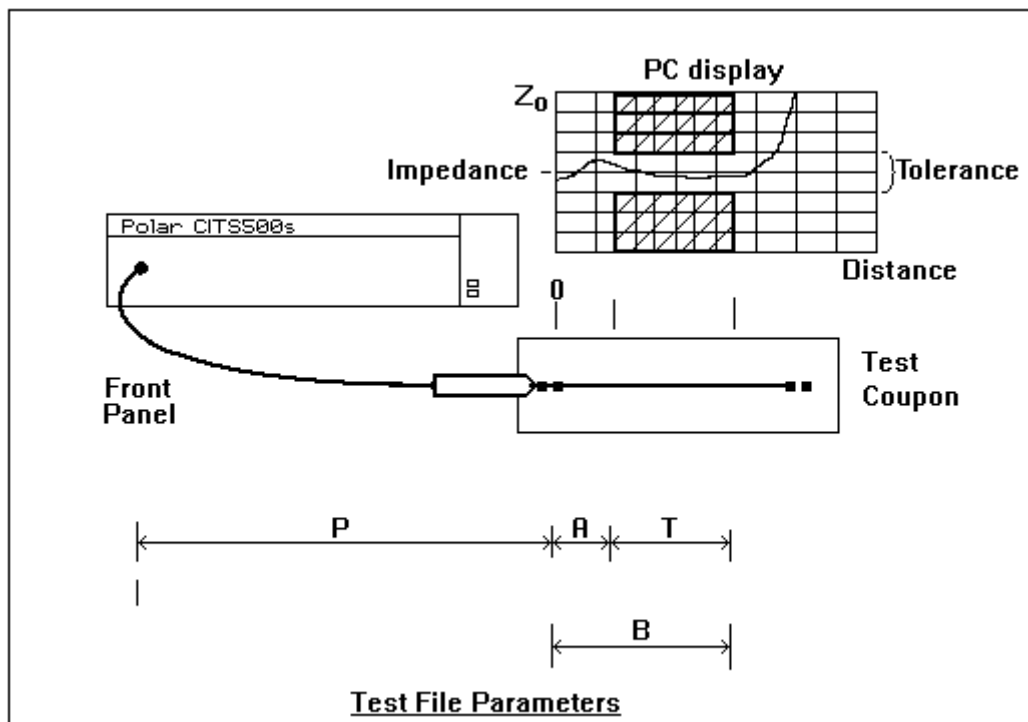 PC display
Z0
Impedance
Tolerance
Polar CITS500s
Distance
0
Front
Panel
Test
Coupon
P
A
T
B
Test File Parameters